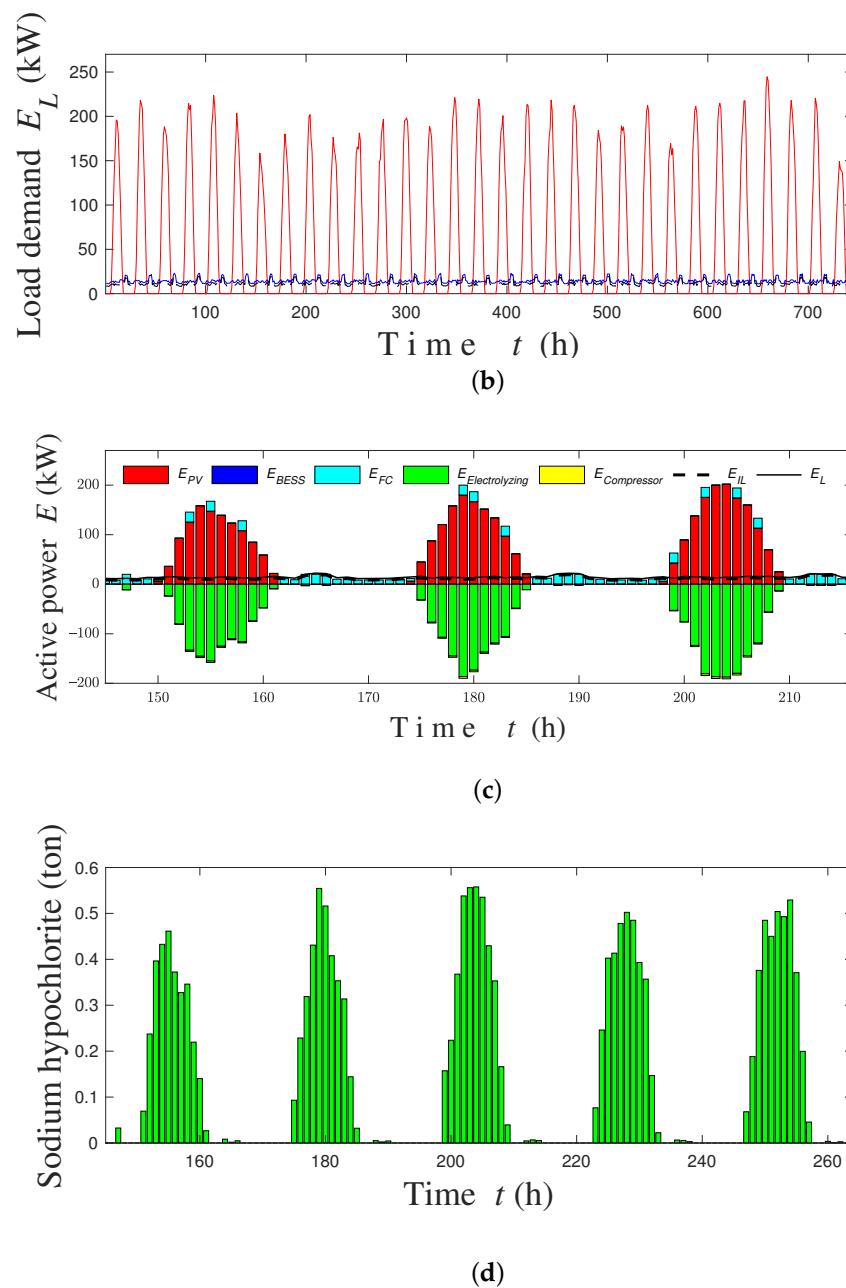 Load demand E_L (kW)
250
200
150
100
50
0
100 200 300 400 500 600 700
Time t (h)
(b)
Active power E (kW)
E_PV E_BESS E_FC E_Electrolyzing E_Compressor E_IL E_L
200
100
0
-100
-200
150 160 170 180 190 200 210
Time t (h)
(c)
Sodium hypochlorite (ton)
0.6
0.5
0.4
0.3
0.2
0.1
0
160 180 200 220 240 260
Time t (h)
(d)